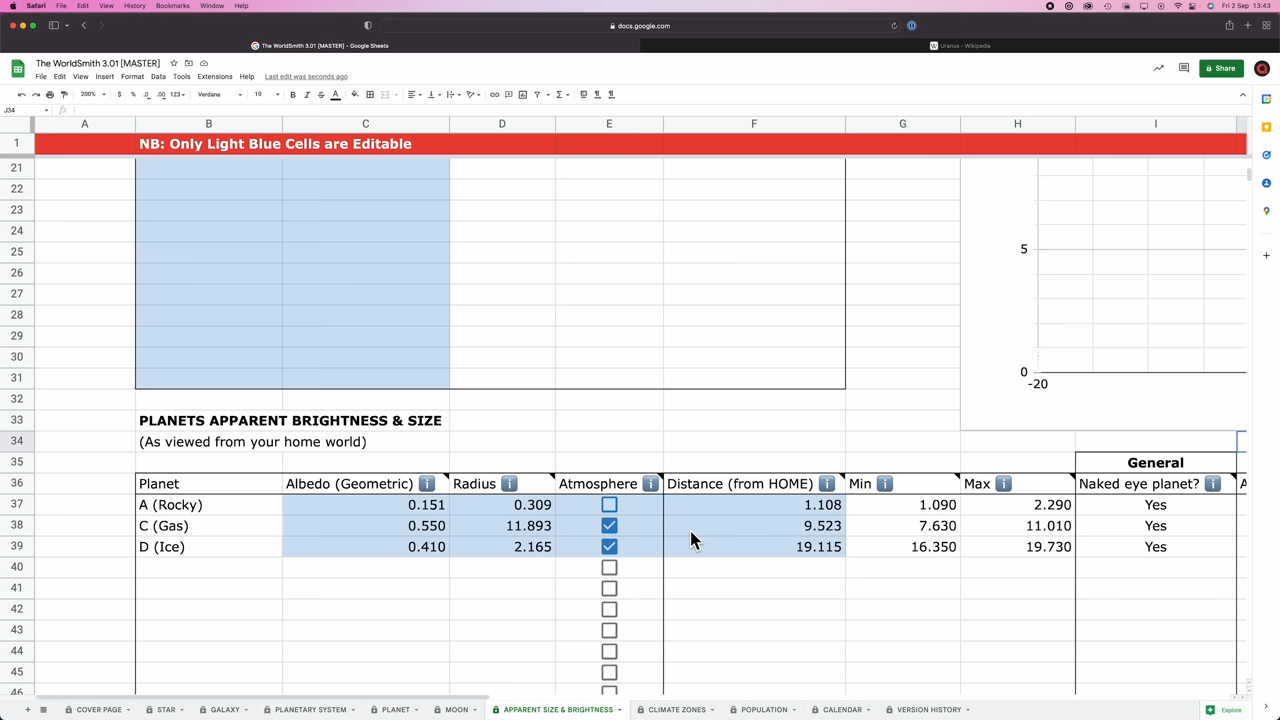 Safari File Edit View History Bookmarks Window Help Fri 2 Sep 13:43
docs.google.com
The WorldSmith 3.01 [MASTER] - Google Sheets W Uranus - Wikipedia
The WorldSmith 3.01 [MASTER]
File Edit View Insert Format Data Tools Extensions Help Last edit was seconds ago Share
200% $ % .0 .00 123 Verdana 10 B I S A
J34 fx
A B C D E F G H I
1 NB: Only Light Blue Cells are Editable
21
22
23
24
25 5
26
27
28
29
30
31 0
-20
32
33 PLANETS APPARENT BRIGHTNESS & SIZE
34 (As viewed from your home world)
35 General
36 Planet Albedo (Geometric) i Radius i Atmosphere i Distance (from HOME) i Min i Max i Naked eye planet? i A
37 A (Rocky) 0.151 0.309 1.108 1.090 2.290 Yes
38 C (Gas) 0.550 11.893 9.523 7.630 11.010 Yes
39 D (Ice) 0.410 2.165 19.115 16.350 19.730 Yes
40
41
42
43
44
45
46
COVER PAGE STAR GALAXY PLANETARY SYSTEM PLANET MOON APPARENT SIZE & BRIGHTNESS CLIMATE ZONES POPULATION CALENDAR VERSION HISTORY Explore